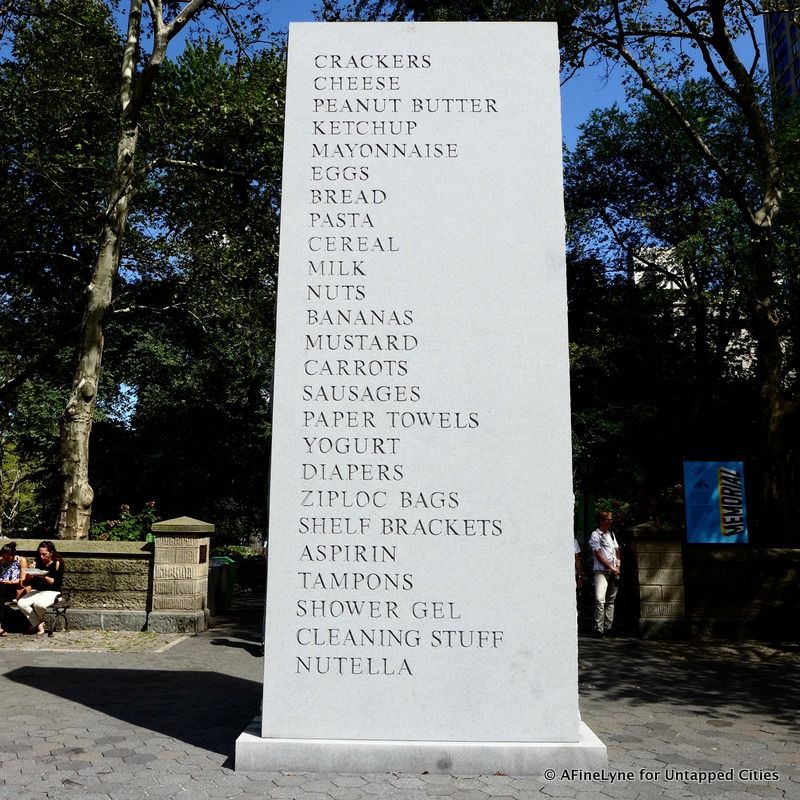 CRACKERS
CHEESE
PEANUT BUTTER
KETCHUP
MAYONNAISE
EGGS
BREAD
PASTA
CEREAL
MILK
NUTS
BANANAS
MUSTARD
CARROTS
SAUSAGES
PAPER TOWELS
YOGURT
DIAPERS
ZIPLOC BAGS
SHELF BRACKETS
ASPIRIN
TAMPONS
SHOWER GEL
CLEANING STUFF
NUTELLA
MEMORIAL
© AFineLyne for Untapped Cities